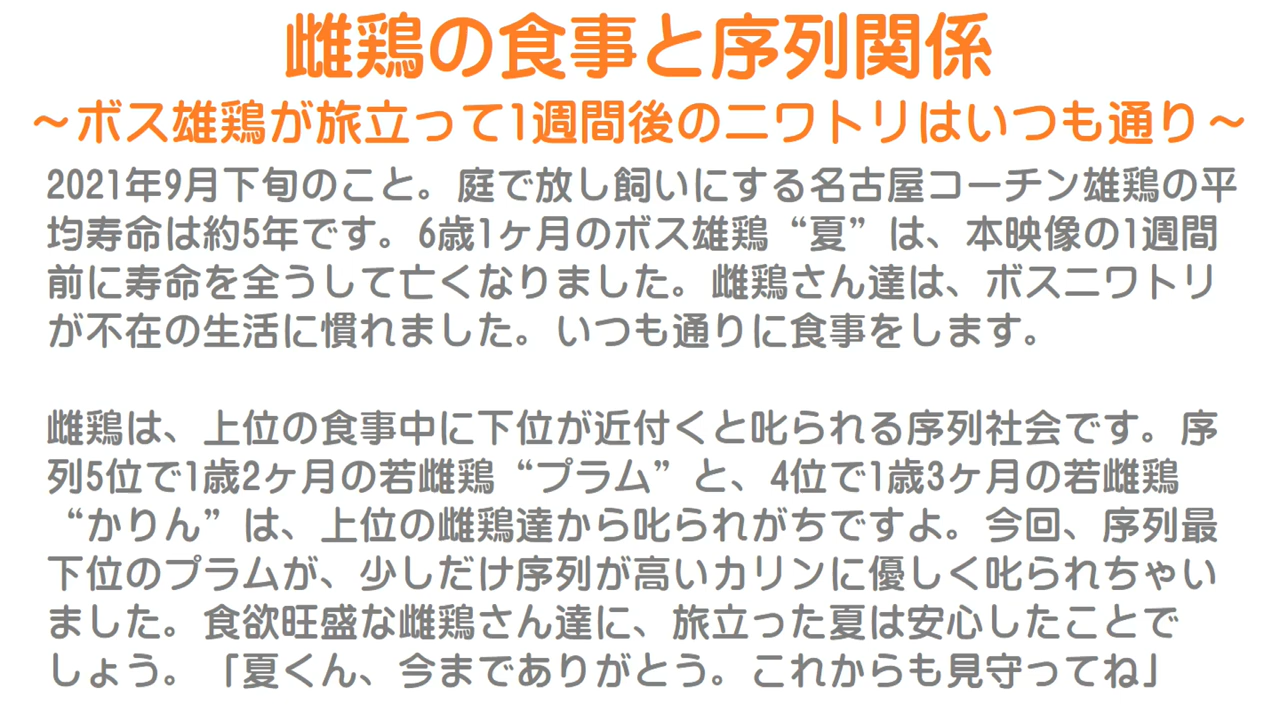 雌鶏の食事と序列関係
～ボス雄鶏が旅立って1週間後のニワトリはいつも通り～
2021年9月下旬のこと。庭で放し飼いにする名古屋コーチン雄鶏の平
均寿命は約5年です。6歳1ヶ月のボス雄鶏“夏”は、本映像の1週間
前に寿命を全うして亡くなりました。雌鶏さん達は、ボスニワトリ
が不在の生活に慣れました。いつも通りに食事をします。
雌鶏は、上位の食事中に下位が近付くと叱られる序列社会です。序
列5位で1歳2ヶ月の若雌鶏“プラム”と、4位で1歳3ヶ月の若雌鶏
“かりん”は、上位の雌鶏達から叱られがちですよ。今回、序列最
下位のプラムが、少しだけ序列が高いカリンに優しく叱られちゃい
ました。食欲旺盛な雌鶏さん達に、旅立った夏は安心したことで
しょう。「夏くん、今までありがとう。これからも見守ってね」